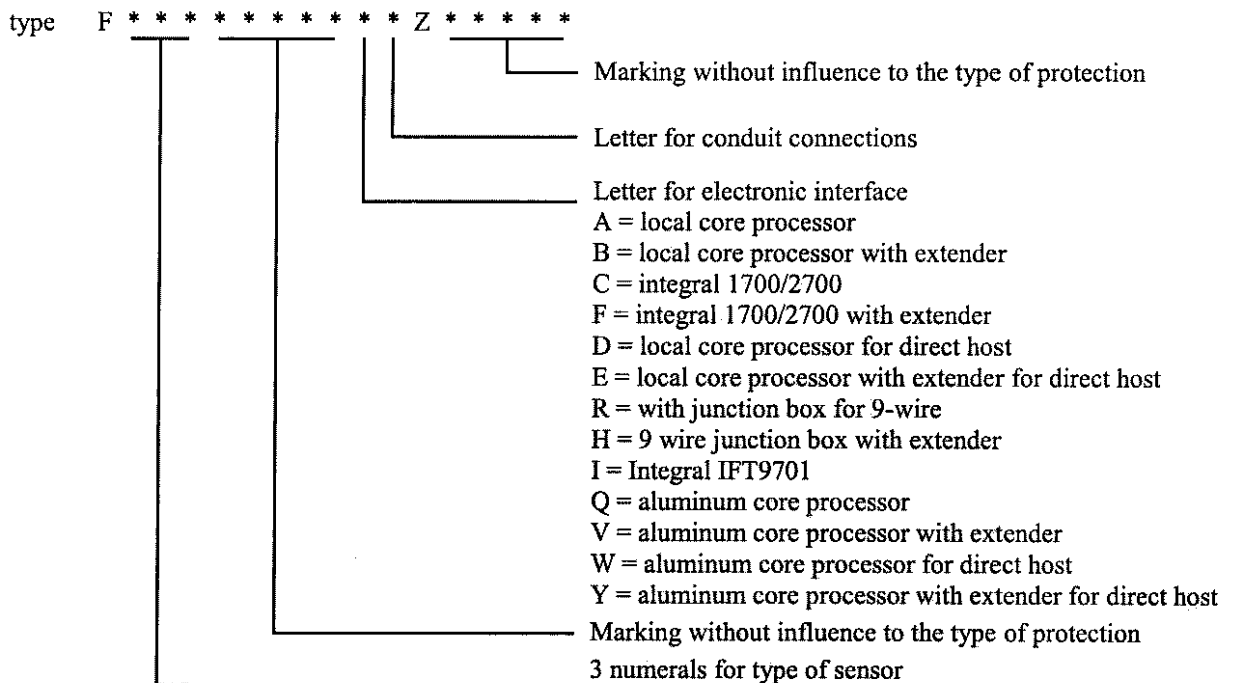 type F * * * * * * * * * * Z * * * * *
Marking without influence to the type of protection
Letter for conduit connections
Letter for electronic interface
A = local core processor
B = local core processor with extender
C = integral 1700/2700
F = integral 1700/2700 with extender
D = local core processor for direct host
E = local core processor with extender for direct host
R = with junction box for 9-wire
H = 9 wire junction box with extender
I = Integral IFT9701
Q = aluminum core processor
V = aluminum core processor with extender
W = aluminum core processor for direct host
Y = aluminum core processor with extender for direct host
Marking without influence to the type of protection
3 numerals for type of sensor